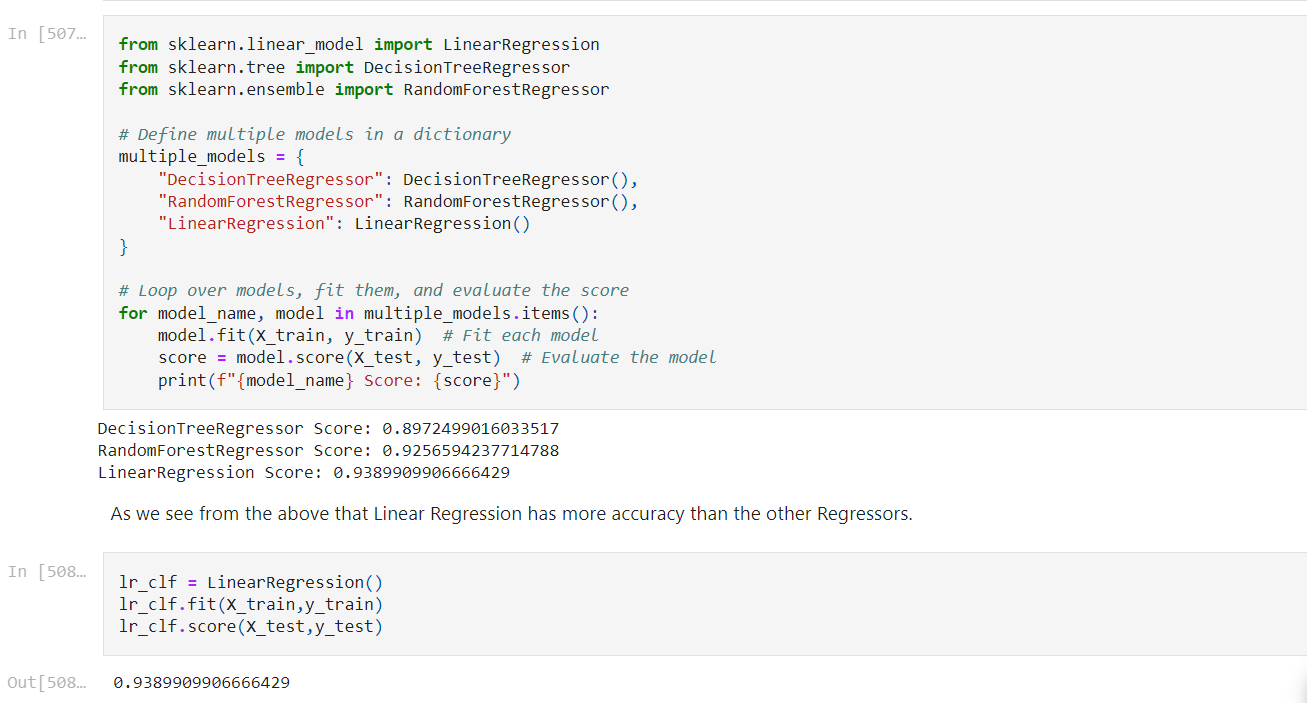 In [507…
from sklearn.linear_model import LinearRegression
from sklearn.tree import DecisionTreeRegressor
from sklearn.ensemble import RandomForestRegressor
# Define multiple models in a dictionary
multiple_models = {
    "DecisionTreeRegressor": DecisionTreeRegressor(),
    "RandomForestRegressor": RandomForestRegressor(),
    "LinearRegression": LinearRegression()
}
# Loop over models, fit them, and evaluate the score
for model_name, model in multiple_models.items():
    model.fit(X_train, y_train)  # Fit each model
    score = model.score(X_test, y_test)  # Evaluate the model
    print(f"{model_name} Score: {score}")
DecisionTreeRegressor Score: 0.8972499016033517
RandomForestRegressor Score: 0.9256594237714788
LinearRegression Score: 0.9389909906666429
As we see from the above that Linear Regression has more accuracy than the other Regressors.
In [508…
lr_clf = LinearRegression()
lr_clf.fit(X_train,y_train)
lr_clf.score(X_test,y_test)
Out[508… 0.9389909906666429